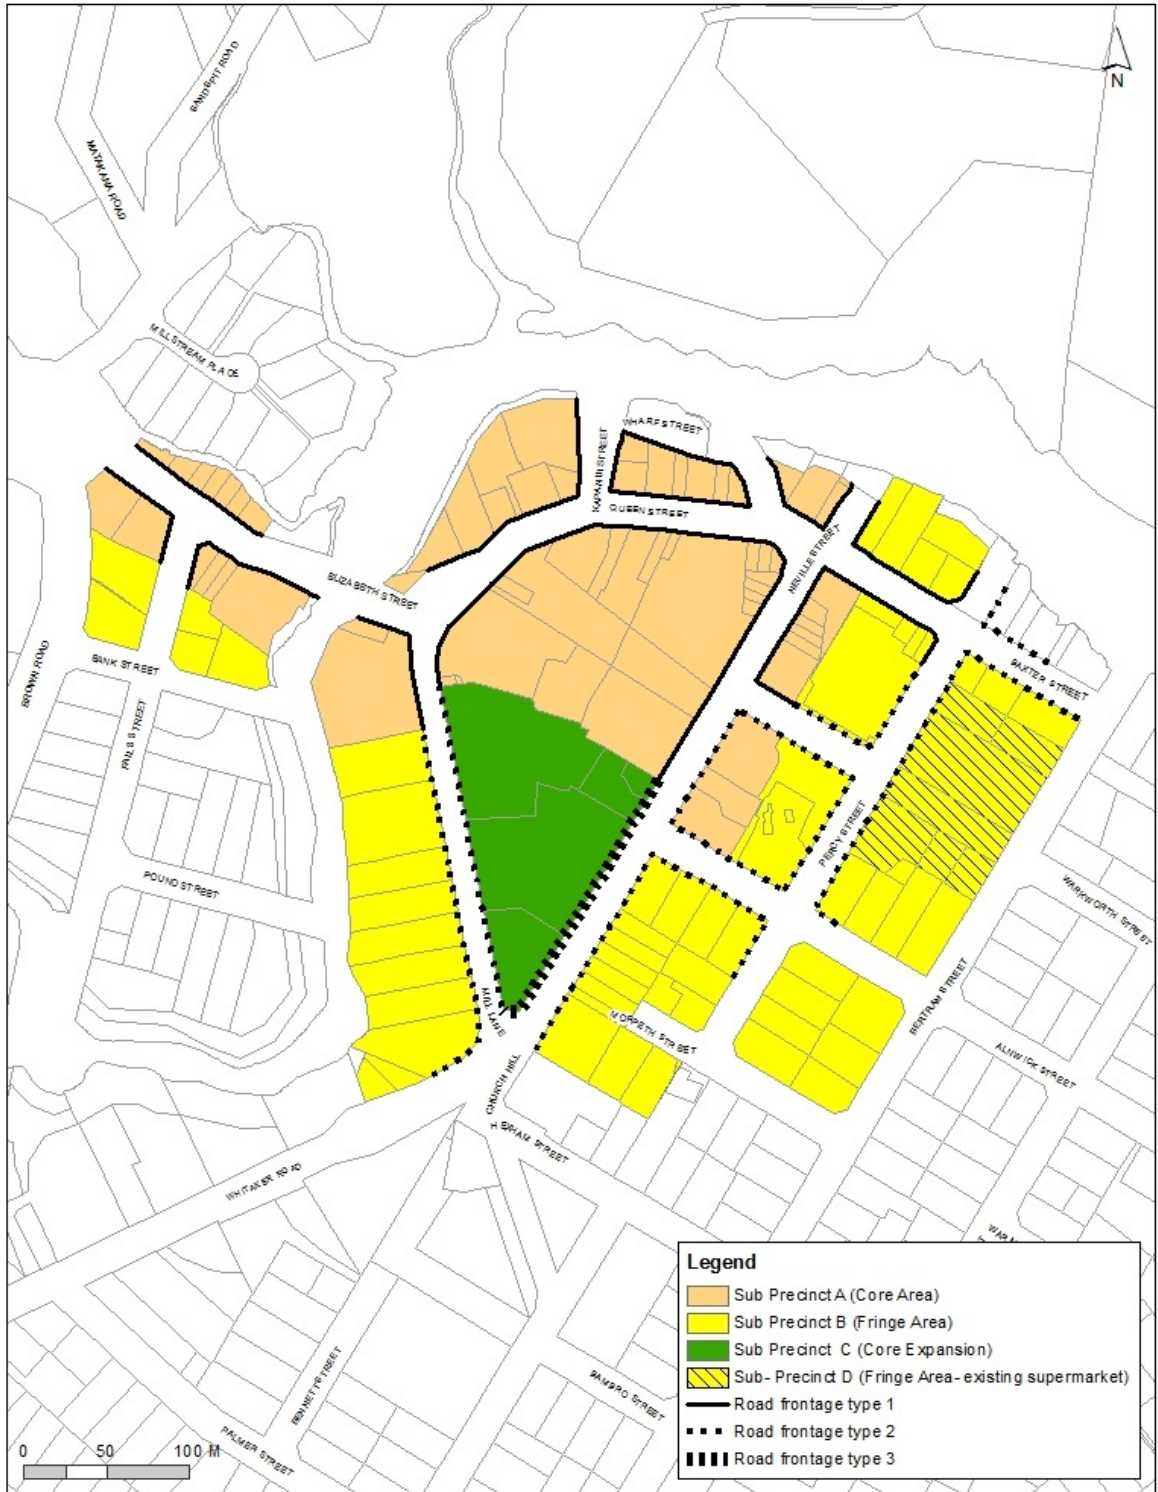 SANDSPIT ROAD
N
MATAKANA ROAD
MILLSTREAM PLACE
WHARF STREET
KAPANUI STREET
QUEEN STREET
NEVILLE STREET
ELIZABETH STREET
BANK STREET
BROWN ROAD
BAXTER STREET
FALLS STREET
PERCY STREET
POUND STREET
WARKWORTH STREET
MILL LANE
BERTRAM STREET
MORPETH STREET
ALNWICK STREET
CHURCH HILL
HEXHAM STREET
WHITAKER ROAD
Legend
Sub Precinct A (Core Area)
Sub Precinct B (Fringe Area)
Sub Precinct C (Core Expansion)
Sub- Precinct D (Fringe Area- existing supermarket)
Road frontage type 1
Road frontage type 2
Road frontage type 3
BENNETT STREET
SAMBRO STREET
PALMER STREET
0 50 100 M